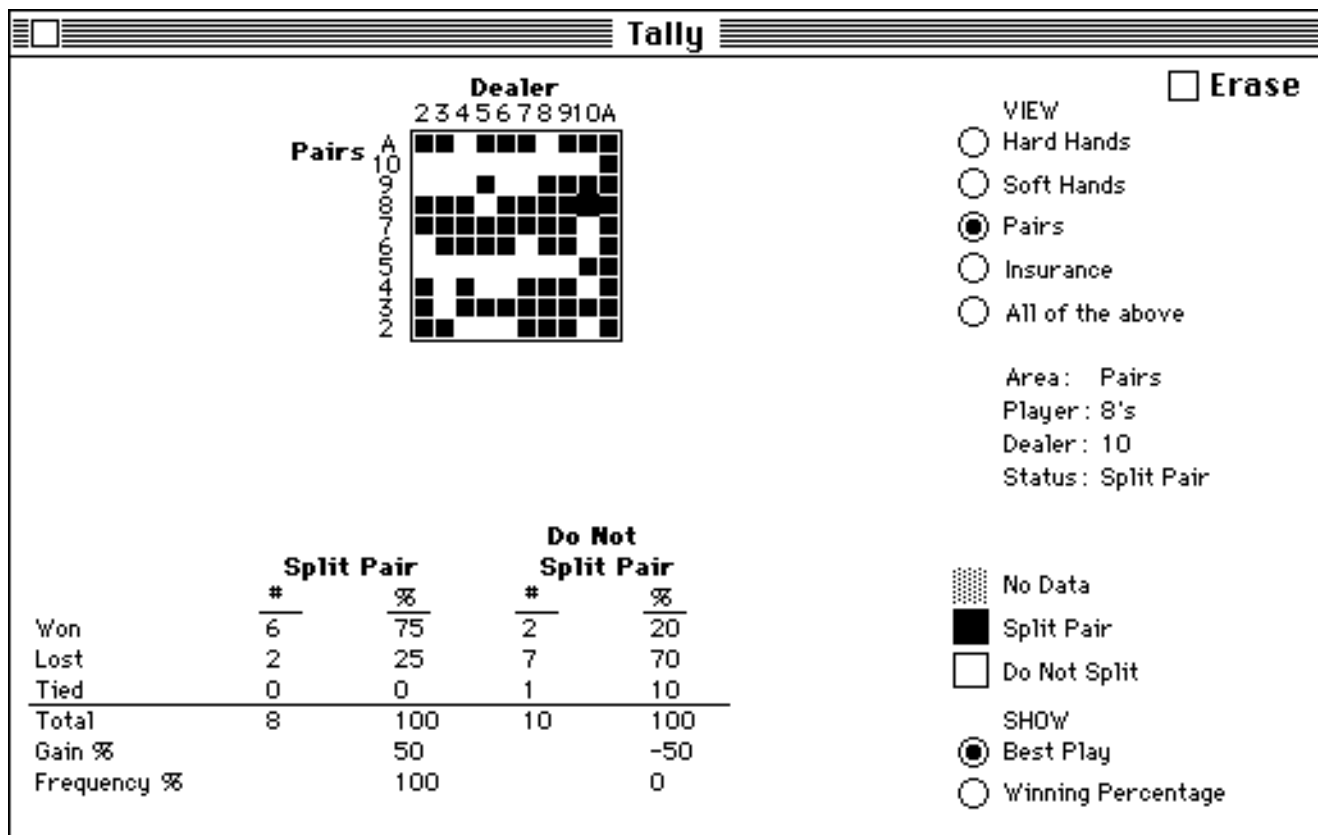 Tally
Erase
Dealer
2 3 4 5 6 7 8 9 10 A
Pairs
A
10
9
8
7
6
5
4
3
2
VIEW
Hard Hands
Soft Hands
Pairs
Insurance
All of the above
Area: Pairs
Player: 8's
Dealer: 10
Status: Split Pair
Do Not
Split Pair Split Pair
# % # %
Won 6 75 2 20
Lost 2 25 7 70
Tied 0 0 1 10
Total 8 100 10 100
Gain % 50 -50
Frequency % 100 0
No Data
Split Pair
Do Not Split
SHOW
Best Play
Winning Percentage